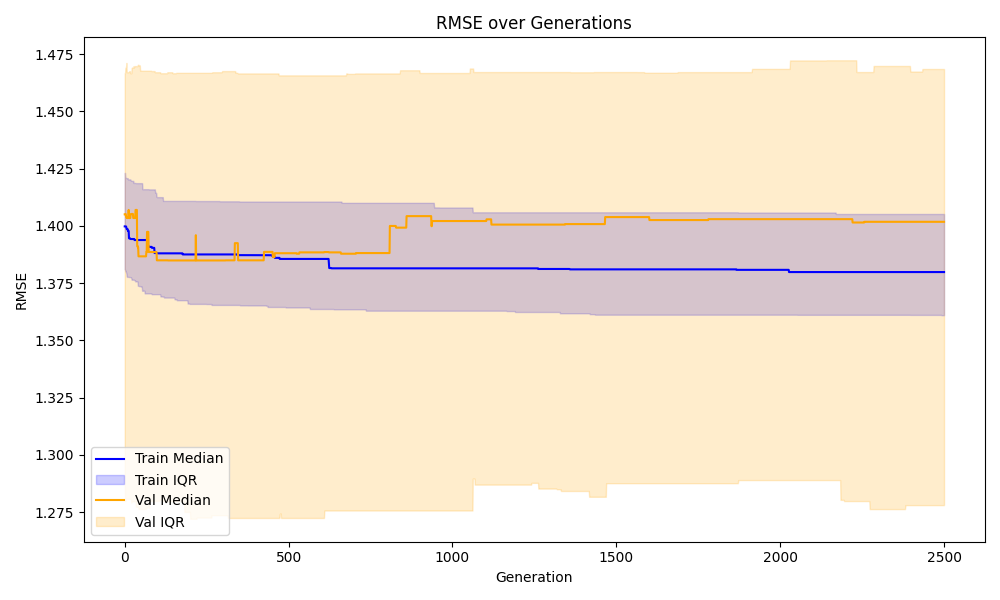 RMSE over Generations
1.475
1.450
1.425
1.400
1.375
1.350
1.325
1.300
1.275
RMSE
Train Median
Train IQR
Val Median
Val IQR
0
500
1000
1500
2000
2500
Generation